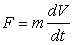 F = m dV/dt